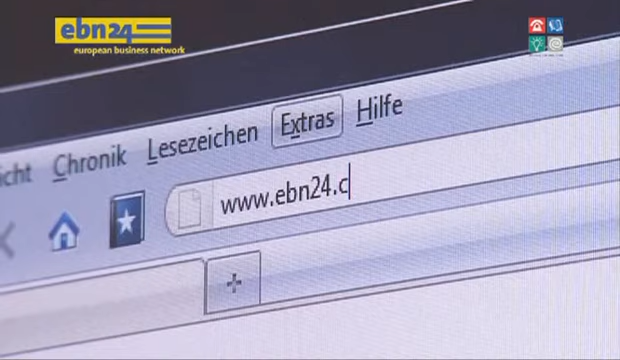 ebn24
european business network
icht Chronik Lesezeichen Extras Hilfe
www.ebn24.c